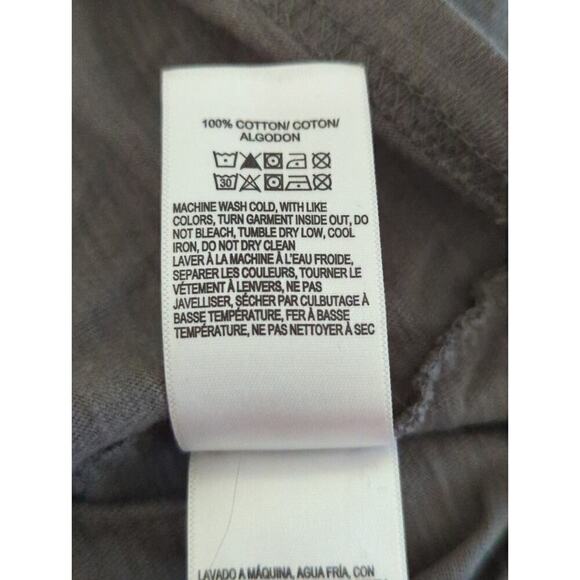 100% COTTON/ COTON/
ALGODON
30
MACHINE WASH COLD, WITH LIKE
COLORS, TURN GARMENT INSIDE OUT, DO
NOT BLEACH, TUMBLE DRY LOW, COOL
IRON, DO NOT DRY CLEAN
LAVER À LA MACHINE À L'EAU FROIDE,
SEPARER LES COULEURS, TOURNER LE
VÉTEMENT À LENVERS, NE PAS
JAVELLISER, SÉCHER PAR CULBUTAGE À
BASSE TEMPÉRATURE, FER À BASSE
TEMPÉRATURE, NE PAS NETTOYER À SEC
LAVADO A MÁQUINA, AGUA FRÍA, CON